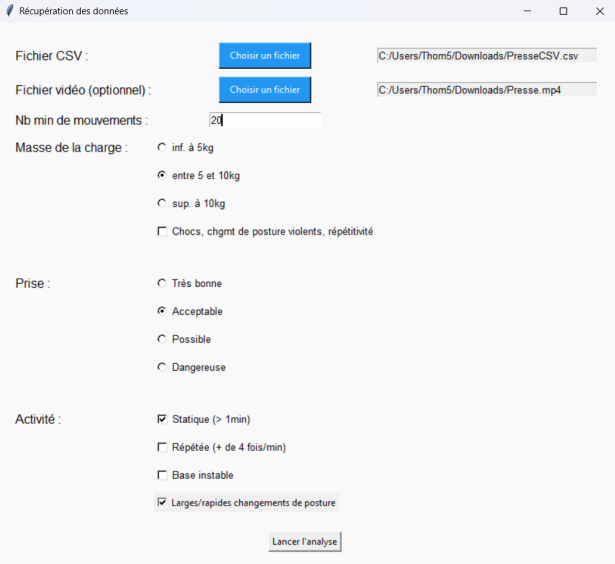 Récupération des données
Fichier CSV : Choisir un fichier C:/Users/Thom5/Downloads/PresseCSV.csv
Fichier vidéo (optionnel) : Choisir un fichier C:/Users/Thom5/Downloads/Presse.mp4
Nb min de mouvements : 20
Masse de la charge : inf. à 5kg
entre 5 et 10kg
sup. à 10kg
Chocs, chgmt de posture violents, répétitivité
Prise : Très bonne
Acceptable
Possible
Dangereuse
Activité : Statique (> 1min)
Répétée (+ de 4 fois/min)
Base instable
Larges/rapides changements de posture
Lancer l'analyse